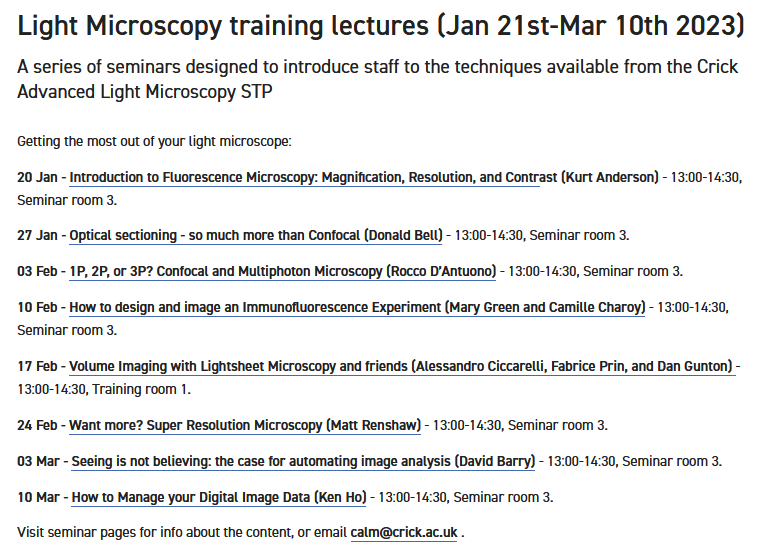 Light Microscopy training lectures (Jan 21st-Mar 10th 2023)
A series of seminars designed to introduce staff to the techniques available from the Crick
Advanced Light Microscopy STP
Getting the most out of your light microscope:
20 Jan - Introduction to Fluorescence Microscopy: Magnification, Resolution, and Contrast (Kurt Anderson) - 13:00-14:30,
Seminar room 3.
27 Jan - Optical sectioning - so much more than Confocal (Donald Bell) - 13:00-14:30, Seminar room 3.
03 Feb - 1P, 2P, or 3P? Confocal and Multiphoton Microscopy (Rocco D'Antuono) - 13:00-14:30, Seminar room 3.
10 Feb - How to design and image an Immunofluorescence Experiment (Mary Green and Camille Charoy) - 13:00-14:30,
Seminar room 3.
17 Feb - Volume Imaging with Lightsheet Microscopy and friends (Alessandro Ciccarelli, Fabrice Prin, and Dan Gunton) -
13:00-14:30, Training room 1.
24 Feb - Want more? Super Resolution Microscopy (Matt Renshaw) - 13:00-14:30, Seminar room 3.
03 Mar - Seeing is not believing: the case for automating image analysis (David Barry) - 13:00-14:30, Seminar room 3.
10 Mar - How to Manage your Digital Image Data (Ken Ho) - 13:00-14:30, Seminar room 3.
Visit seminar pages for info about the content, or email calm@crick.ac.uk .